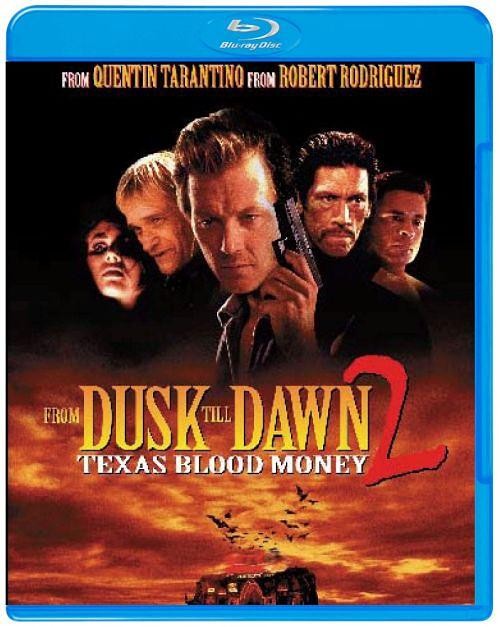 Blu-ray Disc
FROM QUENTIN TARANTINO FROM ROBERT RODRIGUEZ
FROM DUSK TILL DAWN 2
TEXAS BLOOD MONEY